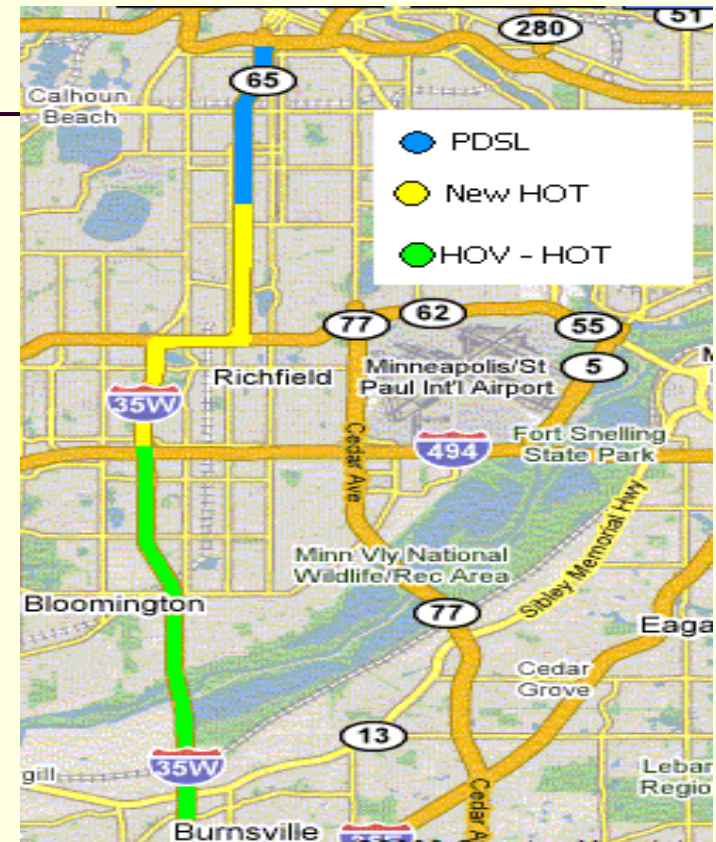 51
280
65
Calhoun
Beach
PDSL
New HOT
HOV - HOT
62
77
55
Minneapolis/St
Paul Int'l Airport
5
Richfield
35W
Fort Snelling
State Park
494
Cedar Ave
Sibley Memorial Hwy
Minn Vly National
Wildlife/Rec Area
Bloomington
77
Eaga
Cedar
Grove
13
35W
gill
Lebar
Regio
Cedar A
Burnsville